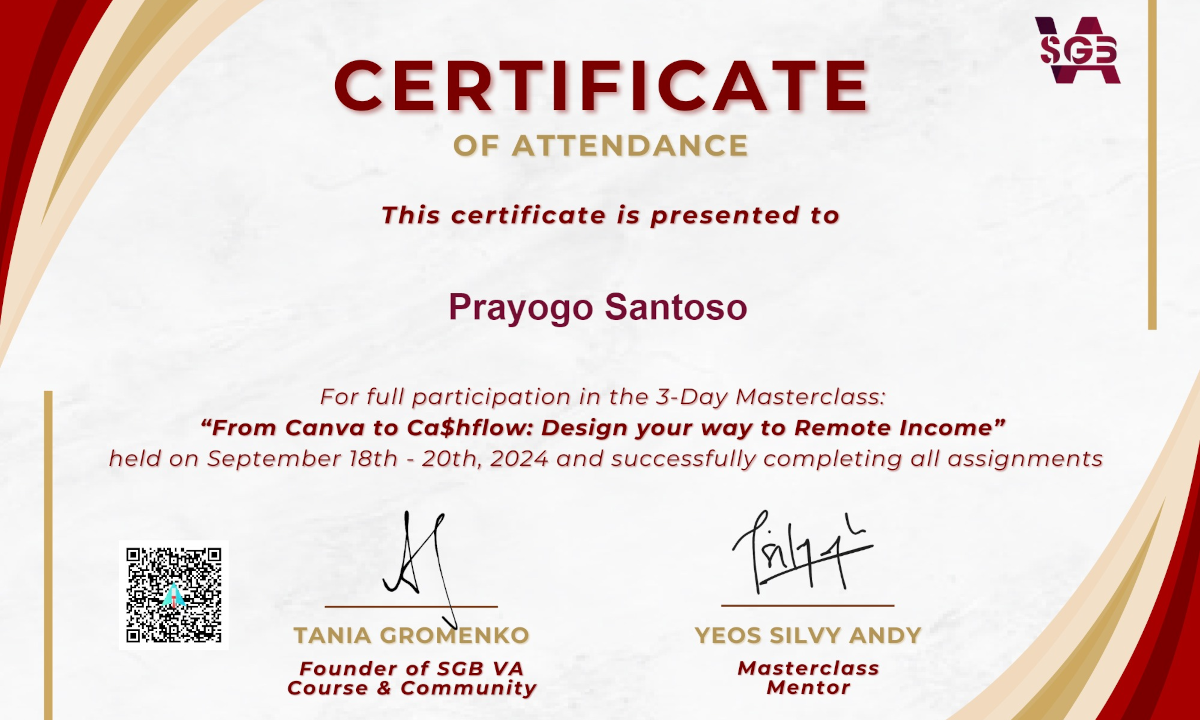 SGB
VA
CERTIFICATE
OF ATTENDANCE
This certificate is presented to
Prayogo Santoso
For full participation in the 3-Day Masterclass:
“From Canva to Ca$hflow: Design your way to Remote Income”
held on September 18th - 20th, 2024 and successfully completing all assignments
TANIA GROMENKO
Founder of SGB VA
Course & Community
YEOS SILVY ANDY
Masterclass
Mentor